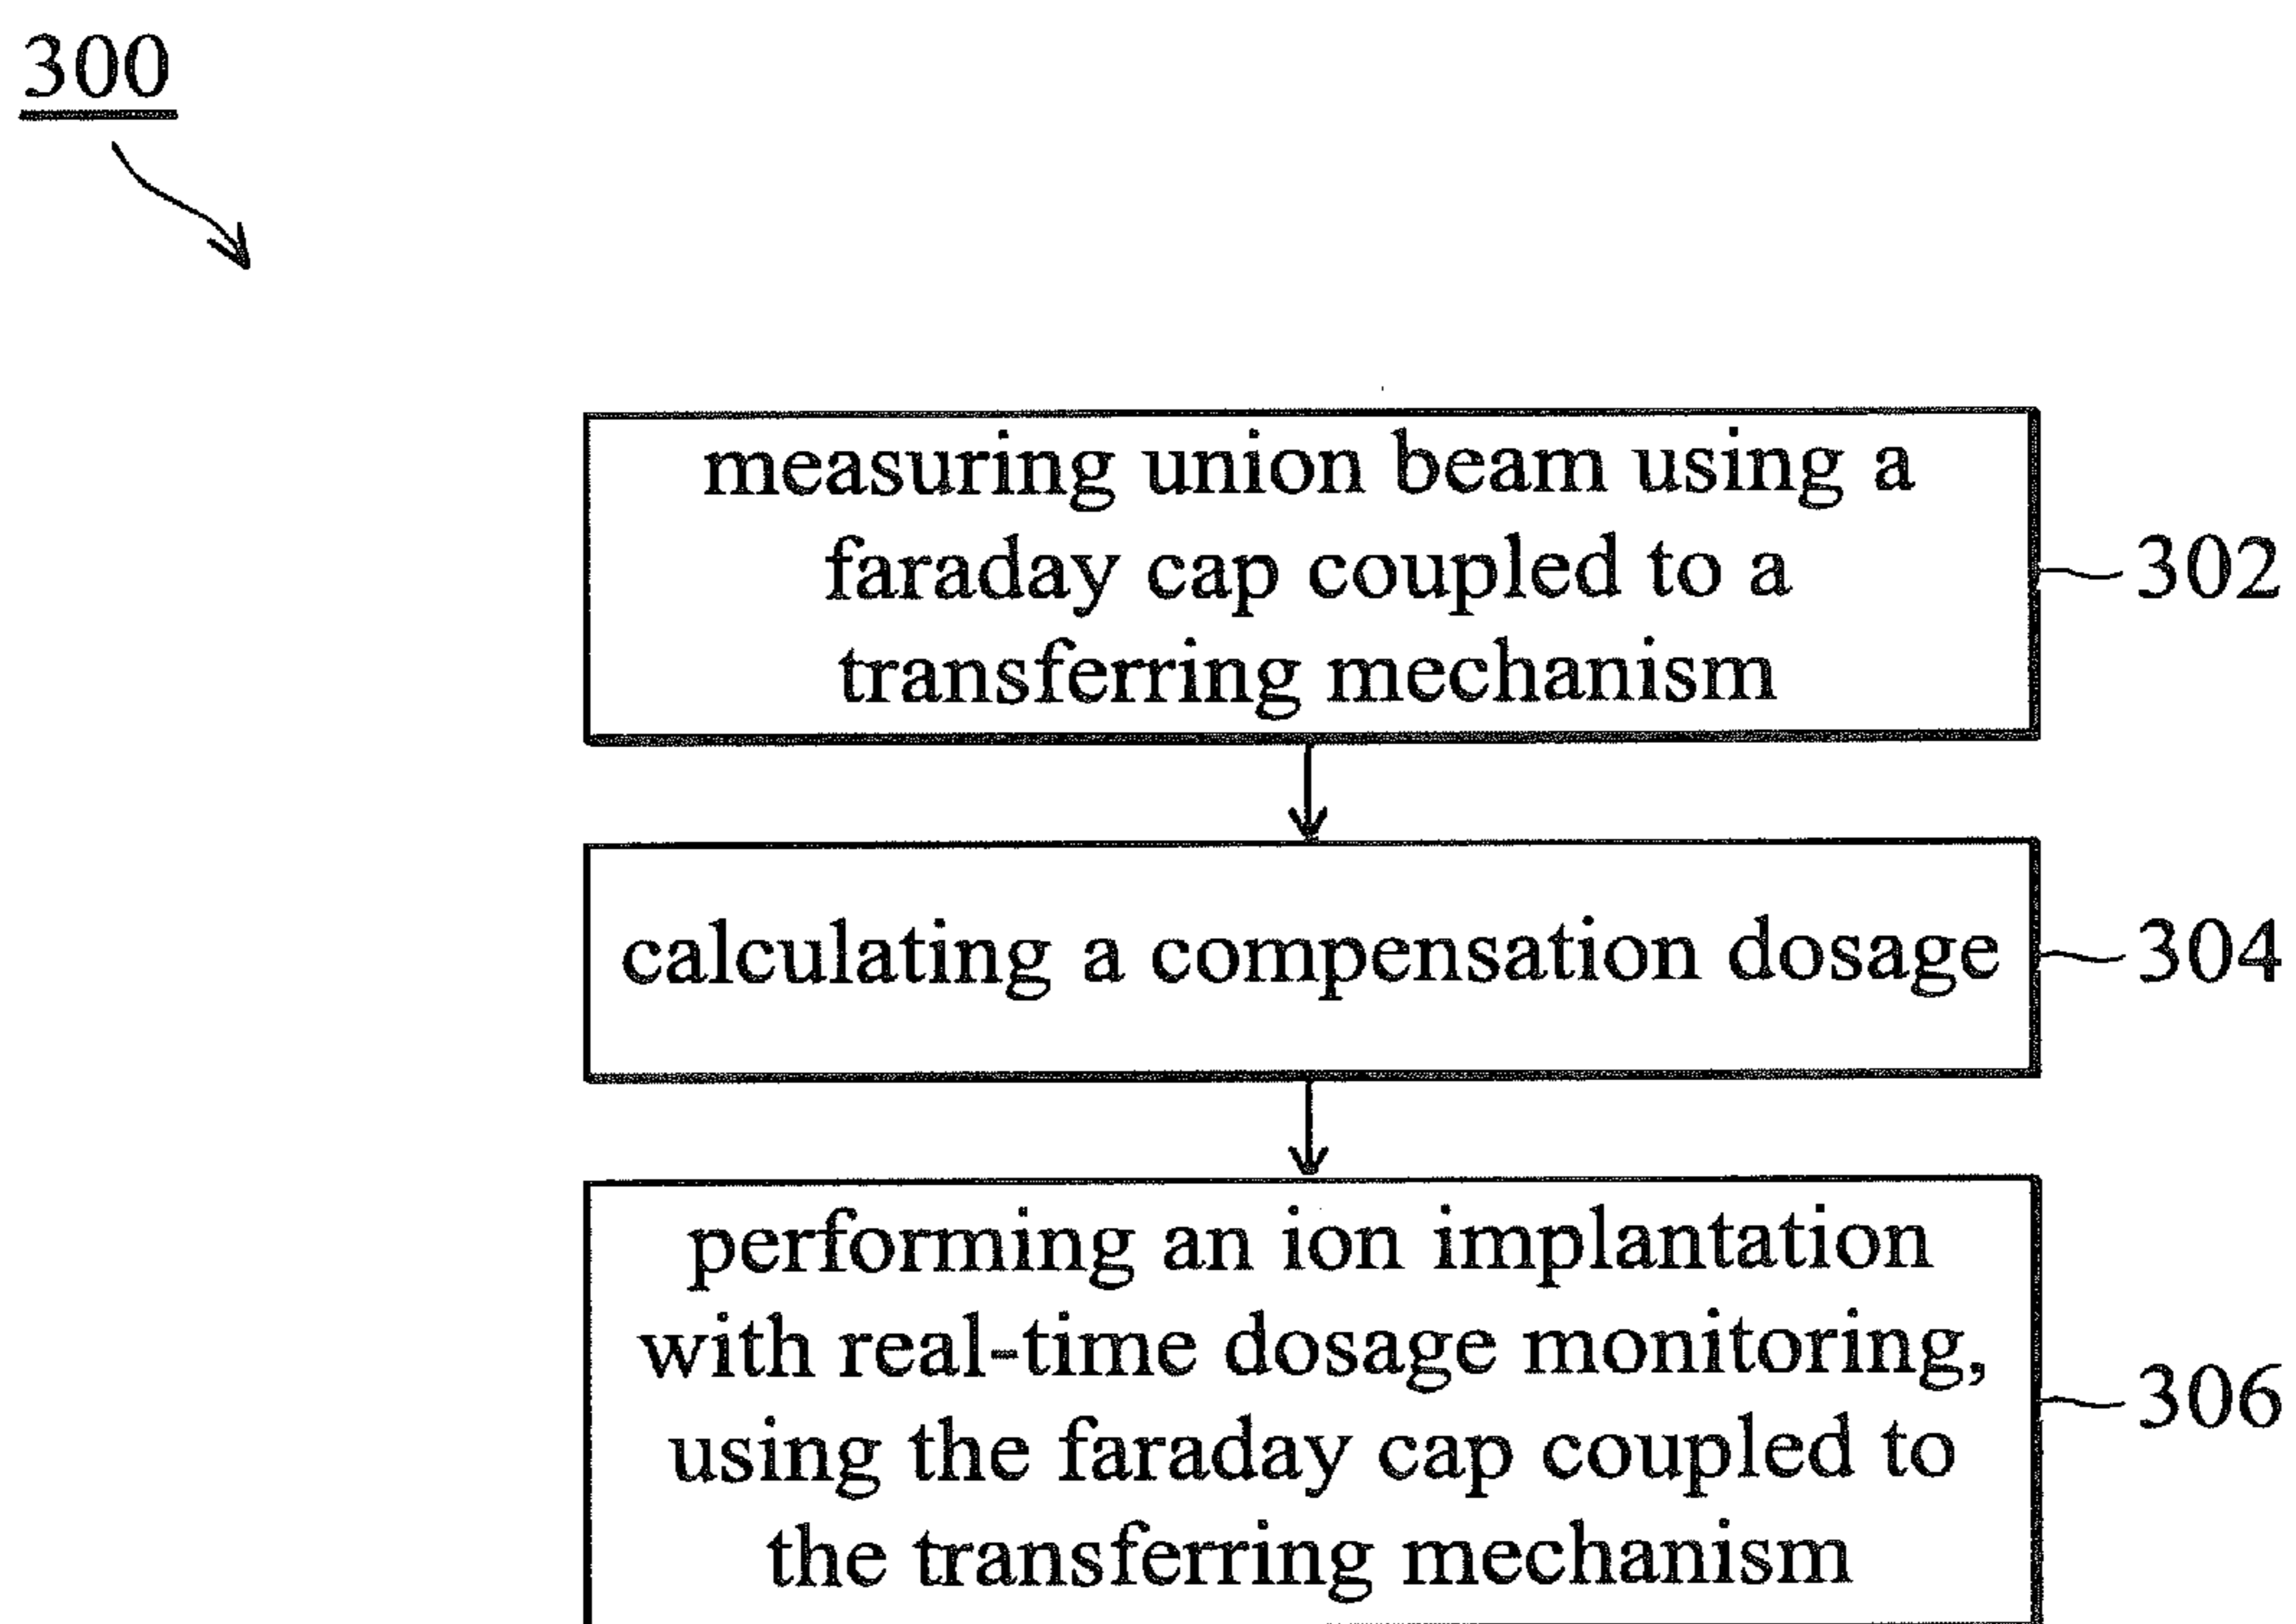 300
measuring union beam using a
faraday cap coupled to a
transferring mechanism
302
calculating a compensation dosage
304
performing an ion implantation
with real-time dosage monitoring,
using the faraday cap coupled to
the transferring mechanism
306